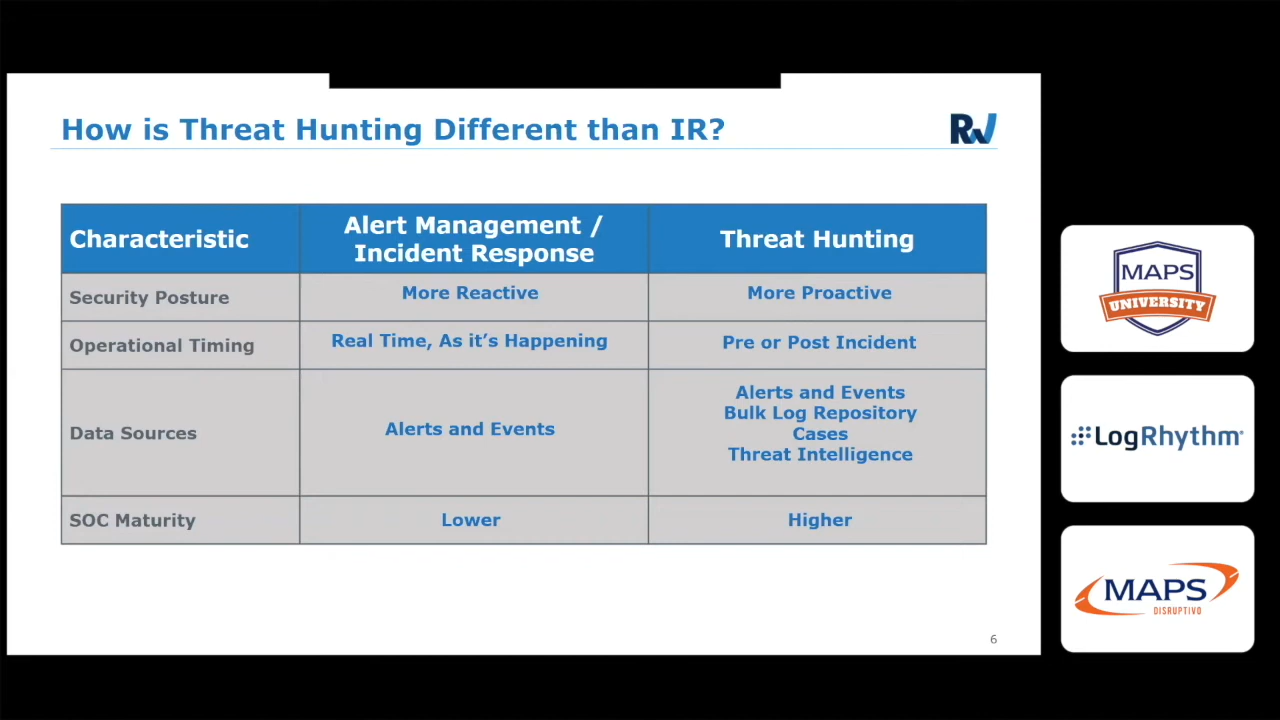 How is Threat Hunting Different than IR?
RW
Characteristic
Alert Management /
Incident Response
Threat Hunting
Security Posture
More Reactive
More Proactive
Operational Timing
Real Time, As it's Happening
Pre or Post Incident
Data Sources
Alerts and Events
Alerts and Events
Bulk Log Repository
Cases
Threat Intelligence
SOC Maturity
Lower
Higher
6
MAPS
UNIVERSITY
LogRhythm
MAPS
DISRUPTIVO